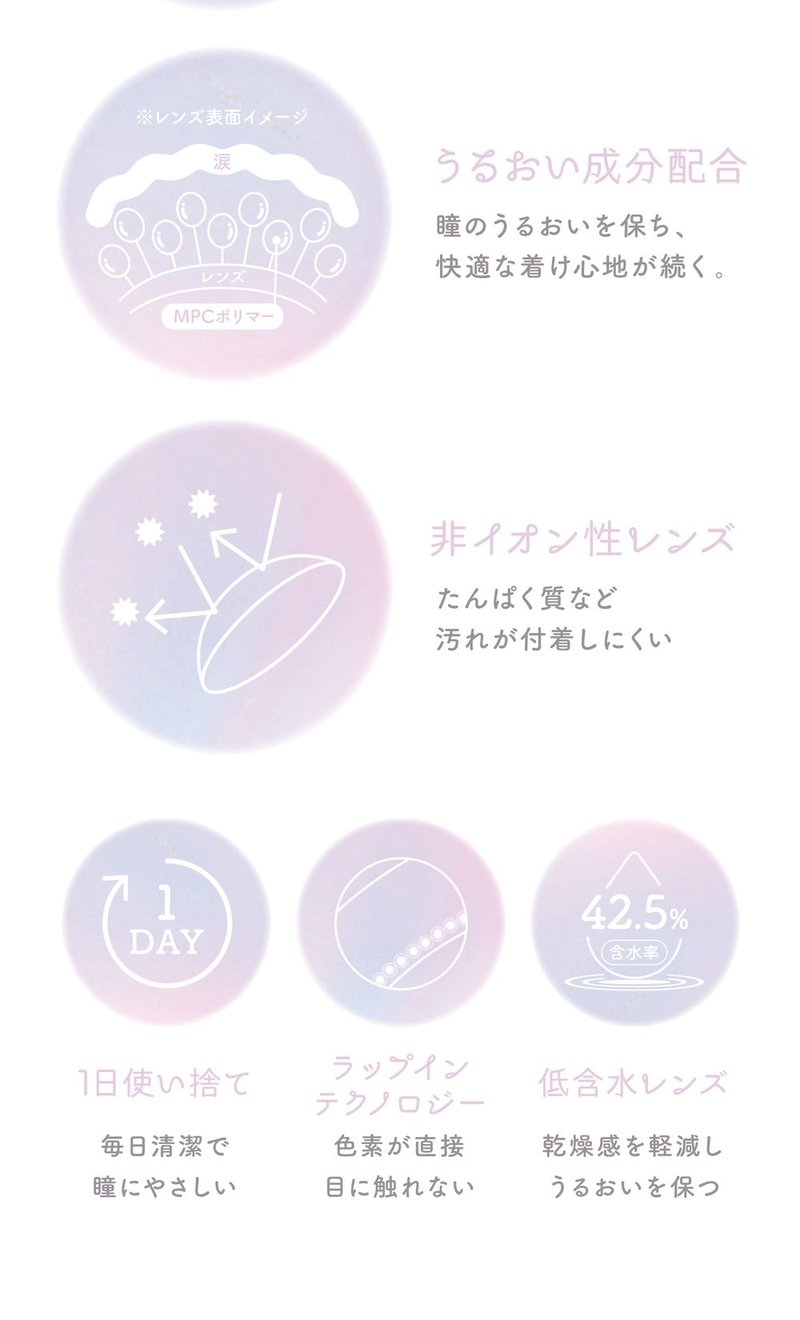 ※レンズ表面イメージ
涙
レンズ
MPCポリマー
うるおい成分配合
瞳のうるおいを保ち、
快適な着け心地が続く。
非イオン性レンズ
たんぱく質など
汚れが付着しにくい
1
DAY
42.5%
含水率
1日使い捨て
毎日清潔で
瞳にやさしい
ラップイン
テクノロジー
色素が直接
目に触れない
低含水レンズ
乾燥感を軽減し
うるおいを保つ